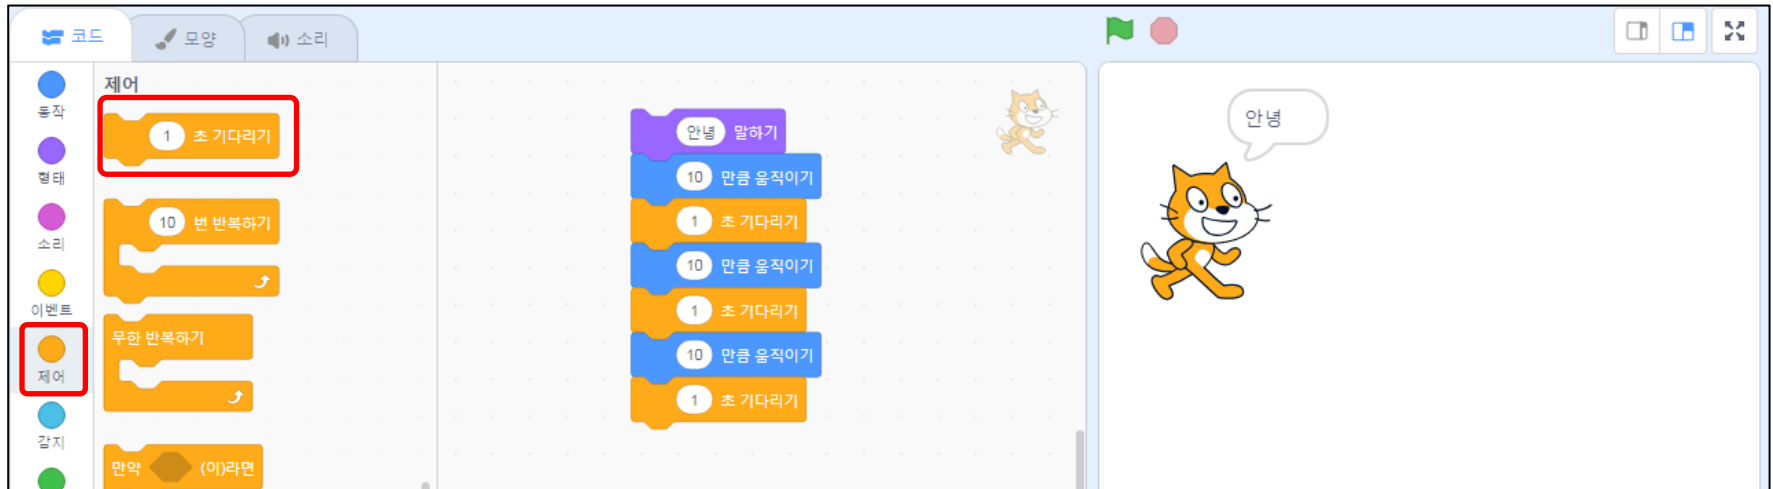 코드
모양
소리
동작
형태
소리
이벤트
제어
감지
제어
1 초 기다리기
10 번 반복하기
무한 반복하기
만약 (이)라면
안녕 말하기
10 만큼 움직이기
1 초 기다리기
10 만큼 움직이기
1 초 기다리기
10 만큼 움직이기
1 초 기다리기
안녕